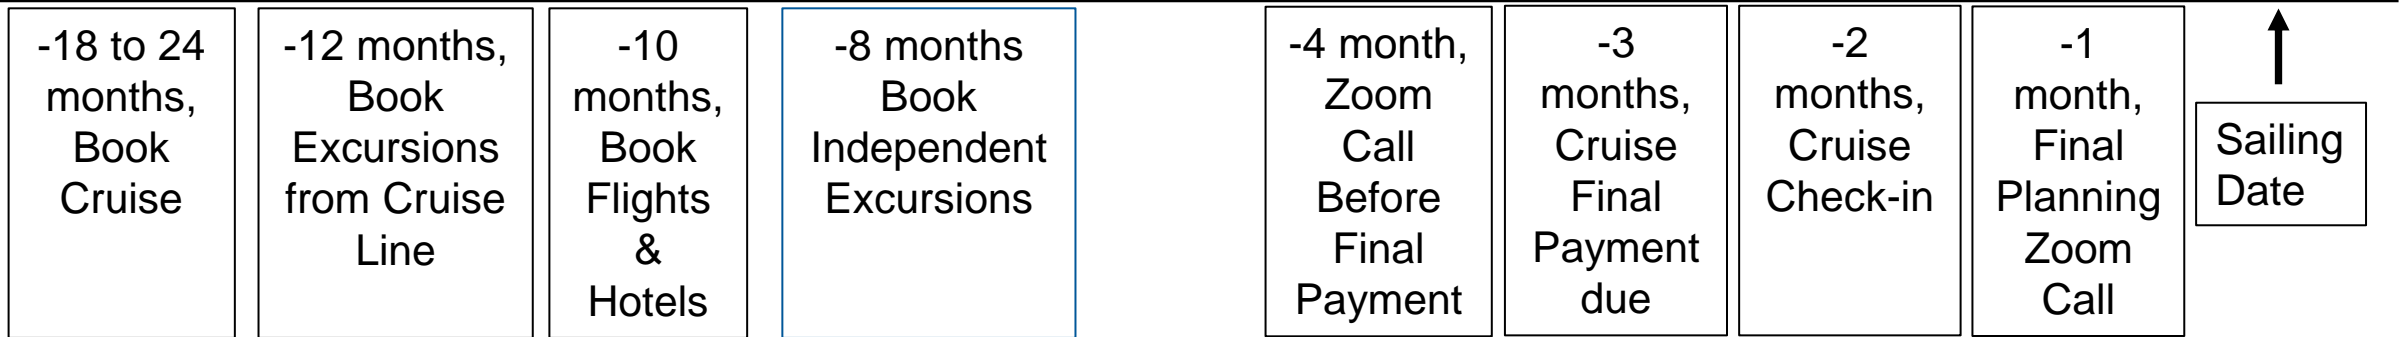 -18 to 24
months,
Book
Cruise
-12 months,
Book
Excursions
from Cruise
Line
-10
months,
Book
Flights
&
Hotels
-8 months
Book
Independent
Excursions
-4 month,
Zoom
Call
Before
Final
Payment
-3
months,
Cruise
Final
Payment
due
-2
months,
Cruise
Check-in
-1
month,
Final
Planning
Zoom
Call
Sailing
Date